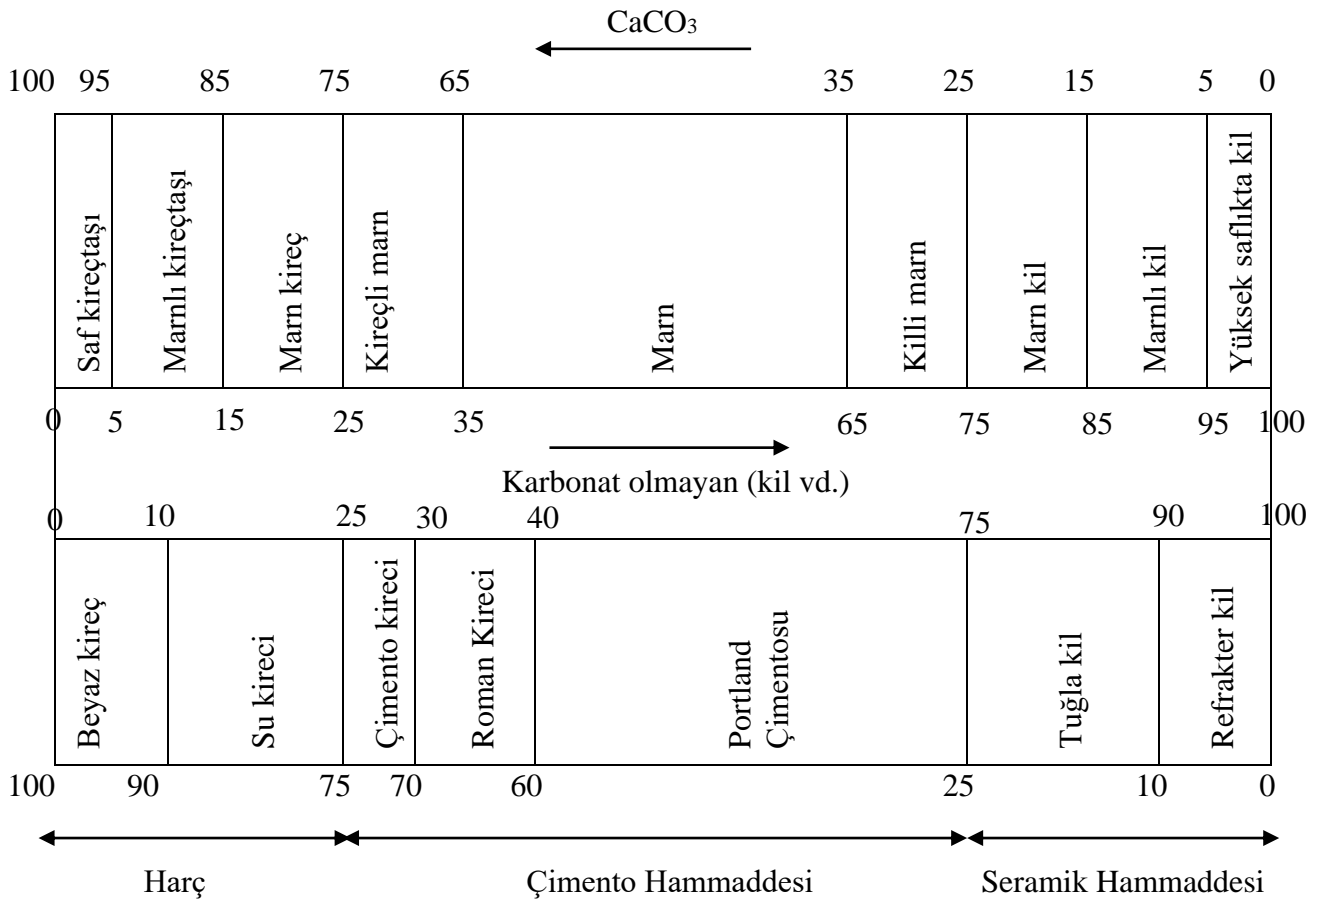 CaCO3
100 95 85 75 65 35 25 15 5 0
Saf kireçtaşı
Marnlı kireçtaşı
Marn kireç
Kireçli marn
Marn
Killi marn
Marn kil
Marnlı kil
Yüksek saflıkta kil
0 5 15 25 35 65 75 85 95 100
Karbonat olmayan (kil vd.)
0 10 25 30 40 75 90 100
Beyaz kireç
Su kireci
Çimento kireci
Roman Kireci
Portland
Çimentosu
Tuğla kil
Refrakter kil
100 90 75 70 60 25 10 0
Harç Çimento Hammaddesi Seramik Hammaddesi